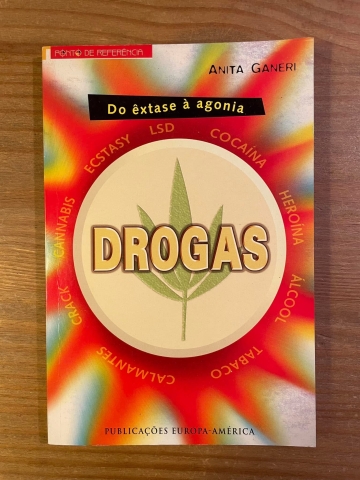 PONTO DE REFERÊNCIA
ANITA GANERI
Do êxtase à agonia
CRACK CANNABIS ECSTASY LSD COCAÍNA HEROÍNA ÁLCOOL TABACO CALMANTES
DROGAS
PUBLICAÇÕES EUROPA-AMÉRICA